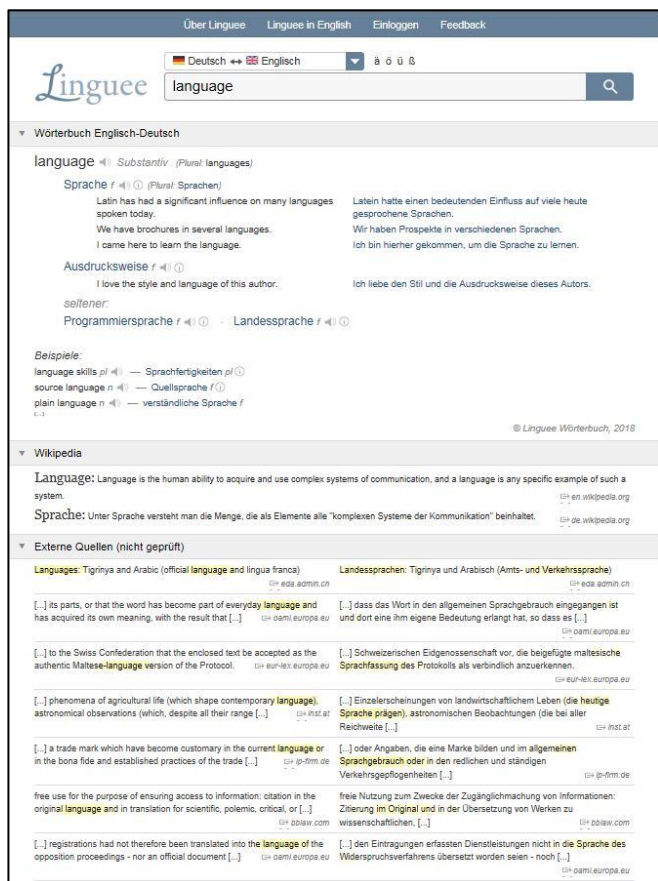 Über Linguee Linguee in English Einloggen Feedback
Deutsch ↔ Englisch ä ö ü ß
Linguee
language
Wörterbuch Englisch-Deutsch
language Substantiv (Plural: languages)
Sprache f (Plural: Sprachen)
Latin has had a significant influence on many languages Latein hatte einen bedeutenden Einfluss auf viele heute
spoken today. gesprochene Sprachen.
We have brochures in several languages. Wir haben Prospekte in verschiedenen Sprachen.
I came here to learn the language. Ich bin hierher gekommen, um die Sprache zu lernen.
Ausdrucksweise f
I love the style and language of this author. Ich liebe den Stil und die Ausdrucksweise dieses Autors.
seltener:
Programmiersprache f · Landessprache f
Beispiele:
language skills pl — Sprachfertigkeiten pl
source language n — Quellsprache f
plain language n — verständliche Sprache f
[...]
© Linguee Wörterbuch, 2018
Wikipedia
Language: Language is the human ability to acquire and use complex systems of communication, and a language is any specific example of such a
system. en.wikipedia.org
Sprache: Unter Sprache versteht man die Menge, die als Elemente alle "komplexen Systeme der Kommunikation" beinhaltet. de.wikipedia.org
Externe Quellen (nicht geprüft)
Languages: Tigrinya and Arabic (official language and lingua franca) Landessprachen: Tigrinya und Arabisch (Amts- und Verkehrssprache)
eda.admin.ch eda.admin.ch
[...] its parts, or that the word has become part of everyday language and [...] dass das Wort in den allgemeinen Sprachgebrauch eingegangen ist
has acquired its own meaning, with the result that [...] oami.europa.eu und dort eine ihm eigene Bedeutung erlangt hat, so dass es [...]
oami.europa.eu
[...] to the Swiss Confederation that the enclosed text be accepted as the [...] Schweizerischen Eidgenossenschaft vor, die beigefügte maltesische
authentic Maltese-language version of the Protocol. eur-lex.europa.eu Sprachfassung des Protokolls als verbindlich anzuerkennen.
eur-lex.europa.eu
[...] phenomena of agricultural life (which shape contemporary language), [...] Einzelerscheinungen von landwirtschaftlichem Leben (die heutige
astronomical observations (which, despite all their range [...] inst.at Sprache prägen), astronomischen Beobachtungen (die bei aller
Reichweite [...] inst.at
[...] a trade mark which have become customary in the current language or [...] oder Angaben, die eine Marke bilden und im allgemeinen
in the bona fide and established practices of the trade [...] ip-firm.de Sprachgebrauch oder in den redlichen und ständigen
Verkehrsgepflogenheiten [...] ip-firm.de
free use for the purpose of ensuring access to information: citation in the freie Nutzung zum Zwecke der Zugänglichmachung von Informationen:
original language and in translation for scientific, polemic, critical, or [...] Zitierung im Original und in der Übersetzung von Werken zu
bblaw.com wissenschaftlichen, [...] bblaw.com
[...] registrations had not therefore been translated into the language of the [...] den Eintragungen erfassten Dienstleistungen nicht in die Sprache des
opposition proceedings - nor an official document [...] oami.europa.eu Widerspruchsverfahrens übersetzt worden seien - noch [...]
oami.europa.eu